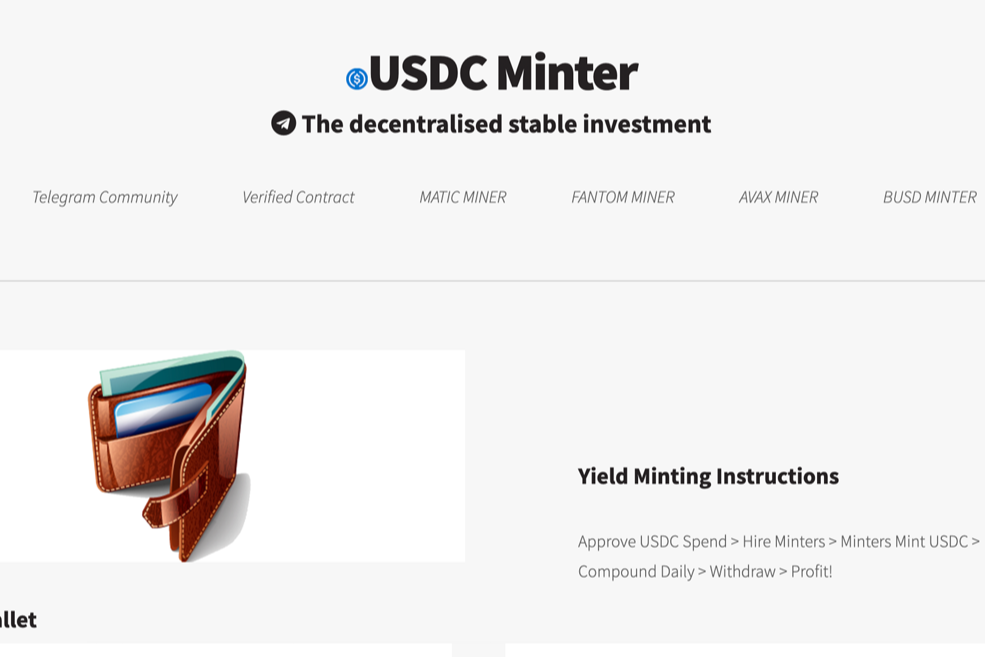 USDC Minter
The decentralised stable investment
Telegram Community Verified Contract MATIC MINER FANTOM MINER AVAX MINER BUSD MINTER
Yield Minting Instructions
Approve USDC Spend > Hire Minters > Minters Mint USDC >
Compound Daily > Withdraw > Profit!